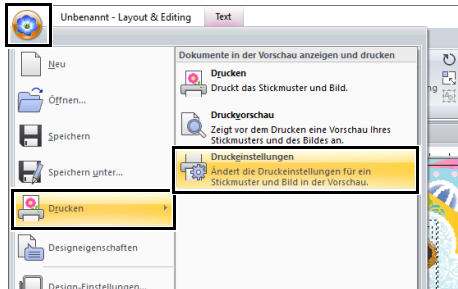 Unbenannt - Layout & Editing Text
Neu
Öffnen...
Speichern
Speichern unter...
Drucken
Designeigenschaften
Design-Einstellungen...
Dokumente in der Vorschau anzeigen und drucken
Drucken
Druckt das Stickmuster und Bild.
Druckvorschau
Zeigt vor dem Drucken eine Vorschau Ihres
Stickmusters und des Bildes an.
Druckeinstellungen
Ändert die Druckeinstellungen für ein
Stickmuster und Bild in der Vorschau.